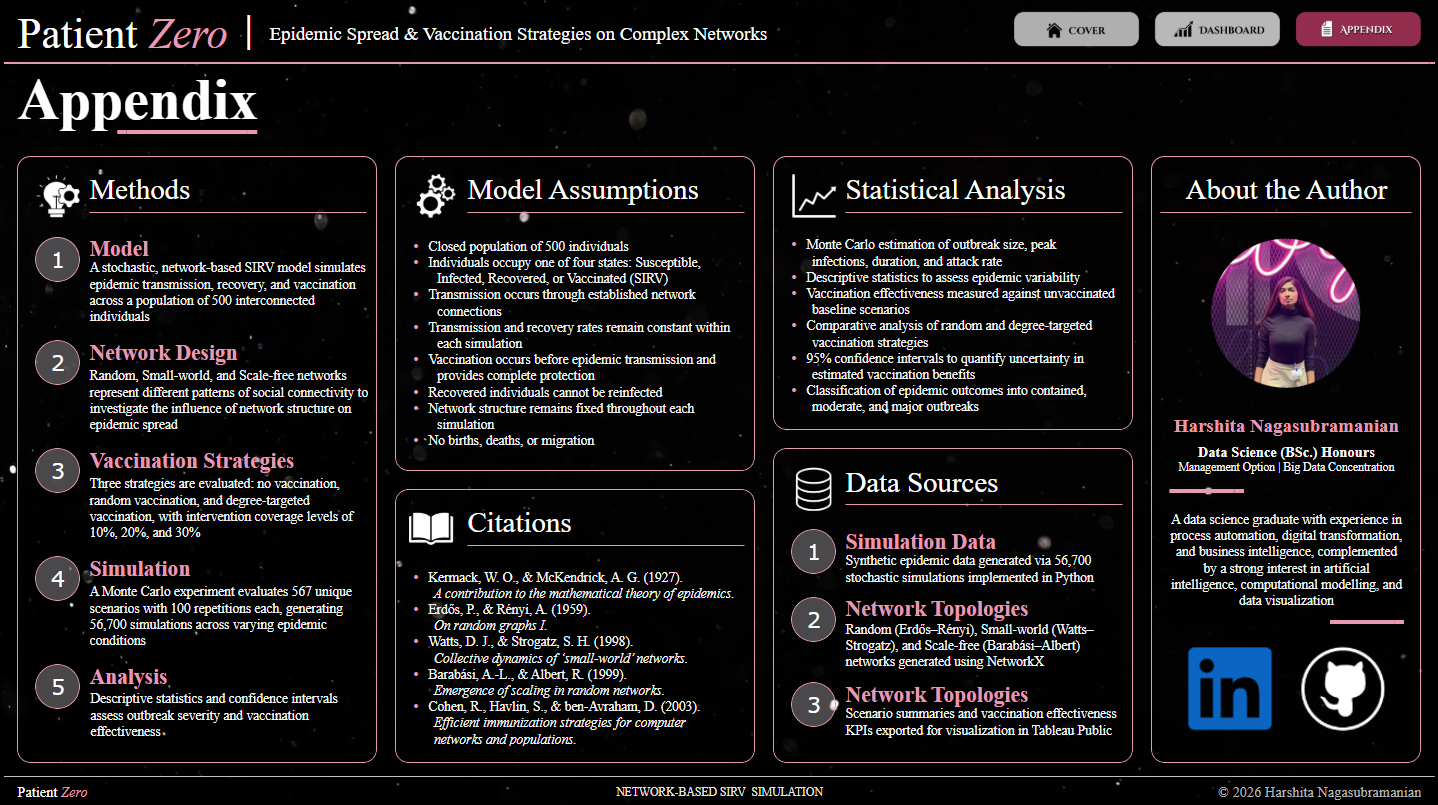 Patient Zero | Epidemic Spread & Vaccination Strategies on Complex Networks
COVER
DASHBOARD
APPENDIX
Appendix
Methods
1
Model
A stochastic, network-based SIRV model simulates
epidemic transmission, recovery, and vaccination
across a population of 500 interconnected
individuals
2
Network Design
Random, Small-world, and Scale-free networks
represent different patterns of social connectivity to
investigate the influence of network structure on
epidemic spread
3
Vaccination Strategies
Three strategies are evaluated: no vaccination,
random vaccination, and degree-targeted
vaccination, with intervention coverage levels of
10%, 20%, and 30%
4
Simulation
A Monte Carlo experiment evaluates 567 unique
scenarios with 100 repetitions each, generating
56,700 simulations across varying epidemic
conditions
5
Analysis
Descriptive statistics and confidence intervals
assess outbreak severity and vaccination
effectiveness
Model Assumptions
• Closed population of 500 individuals
• Individuals occupy one of four states: Susceptible,
Infected, Recovered, or Vaccinated (SIRV)
• Transmission occurs through established network
connections
• Transmission and recovery rates remain constant within
each simulation
• Vaccination occurs before epidemic transmission and
provides complete protection
• Recovered individuals cannot be reinfected
• Network structure remains fixed throughout each
simulation
• No births, deaths, or migration
Citations
• Kermack, W. O., & McKendrick, A. G. (1927).
A contribution to the mathematical theory of epidemics.
• Erdős, P., & Rényi, A. (1959).
On random graphs I.
• Watts, D. J., & Strogatz, S. H. (1998).
Collective dynamics of ‘small-world’ networks.
• Barabási, A.-L., & Albert, R. (1999).
Emergence of scaling in random networks.
• Cohen, R., Havlin, S., & ben-Avraham, D. (2003).
Efficient immunization strategies for computer
networks and populations.
Statistical Analysis
• Monte Carlo estimation of outbreak size, peak
infections, duration, and attack rate
• Descriptive statistics to assess epidemic variability
• Vaccination effectiveness measured against unvaccinated
baseline scenarios
• Comparative analysis of random and degree-targeted
vaccination strategies
• 95% confidence intervals to quantify uncertainty in
estimated vaccination benefits
• Classification of epidemic outcomes into contained,
moderate, and major outbreaks
Data Sources
1
Simulation Data
Synthetic epidemic data generated via 56,700
stochastic simulations implemented in Python
2
Network Topologies
Random (Erdős–Rényi), Small-world (Watts–
Strogatz), and Scale-free (Barabási–Albert)
networks generated using NetworkX
3
Network Topologies
Scenario summaries and vaccination effectiveness
KPIs exported for visualization in Tableau Public
About the Author
Harshita Nagasubramanian
Data Science (BSc.) Honours
Management Option | Big Data Concentration
A data science graduate with experience in
process automation, digital transformation,
and business intelligence, complemented
by a strong interest in artificial
intelligence, computational modelling, and
data visualization
in
Patient Zero
NETWORK-BASED SIRV SIMULATION
© 2026 Harshita Nagasubramanian